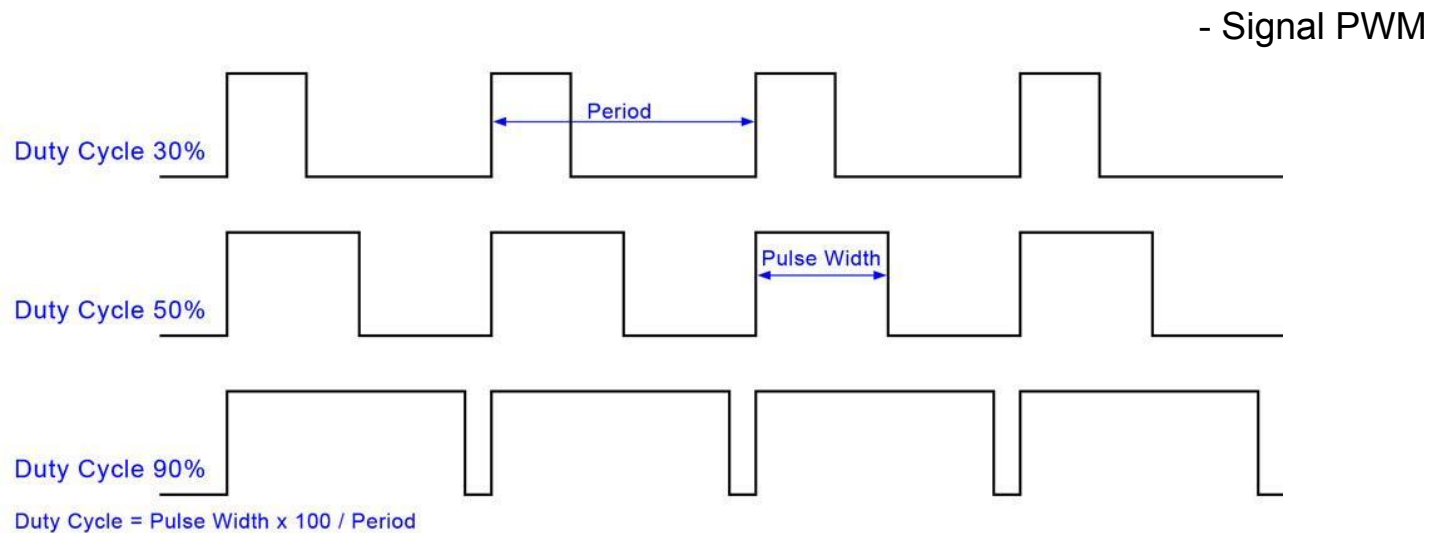 - Signal PWM
Period
Duty Cycle 30%
Pulse Width
Duty Cycle 50%
Duty Cycle 90%
Duty Cycle = Pulse Width x 100 / Period